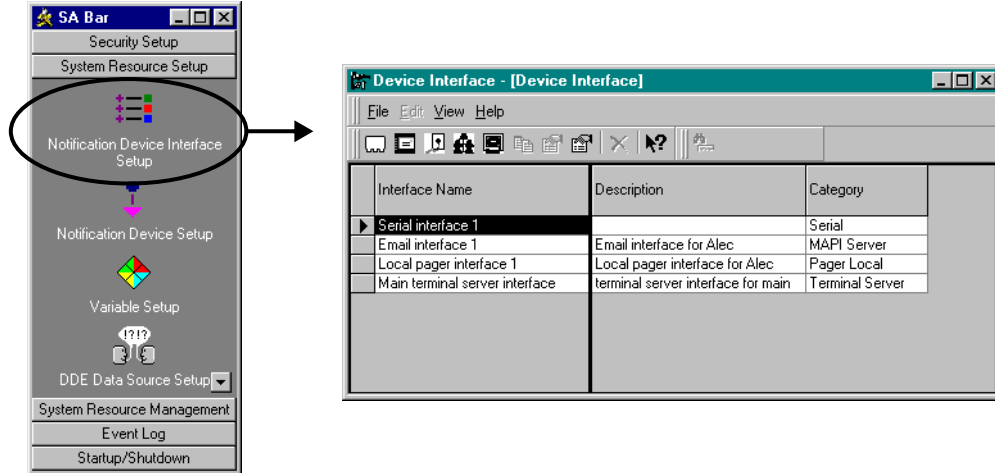 SA Bar
Security Setup
System Resource Setup
Notification Device Interface
Setup
Notification Device Setup
Variable Setup
!?!?
DDE Data Source Setup
System Resource Management
Event Log
Startup/Shutdown
Device Interface - [Device Interface]
File Edit View Help
Interface Name Description Category
Serial interface 1 Serial
Email interface 1 Email interface for Alec MAPI Server
Local pager interface 1 Local pager interface for Alec Pager Local
Main terminal server interface terminal server interface for main Terminal Server